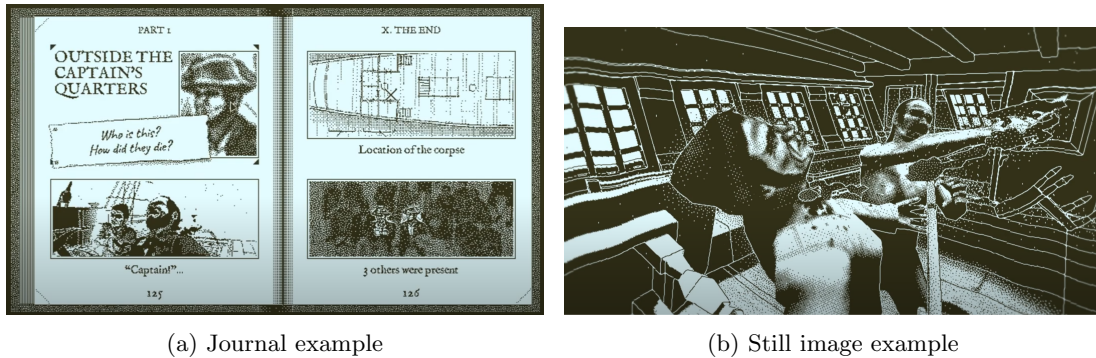 PART 1
OUTSIDE THE
CAPTAIN'S
QUARTERS
Who is this?
How did they die?
"Captain!"...
125
X. THE END
Location of the corpse
3 others were present
126
(a) Journal example
(b) Still image example